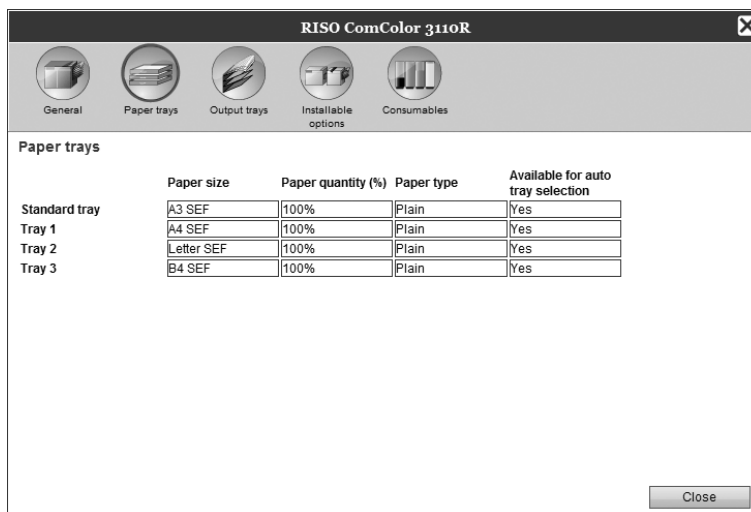 RISO ComColor 3110R
General
Paper trays
Output trays
Installable
options
Consumables
Paper trays
Paper size Paper quantity (%) Paper type Available for auto
tray selection
Standard tray A3 SEF 100% Plain Yes
Tray 1 A4 SEF 100% Plain Yes
Tray 2 Letter SEF 100% Plain Yes
Tray 3 B4 SEF 100% Plain Yes
Close